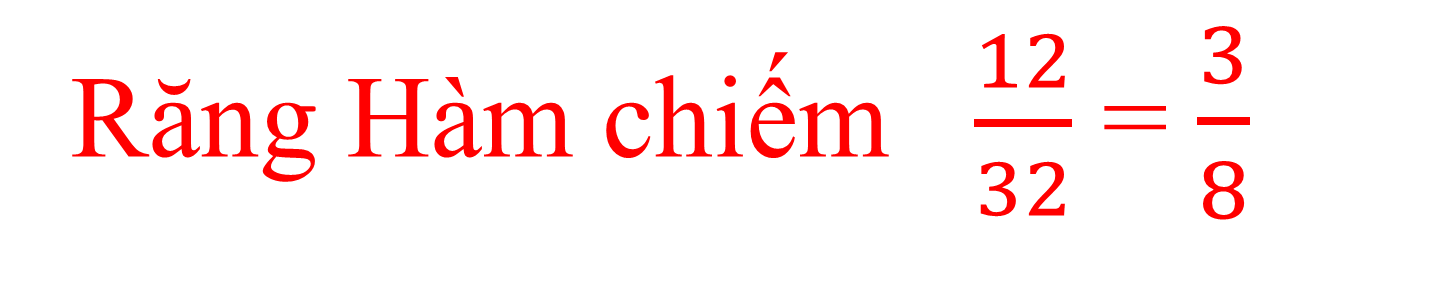 Răng Hàm chiếm 12/32 = 3/8